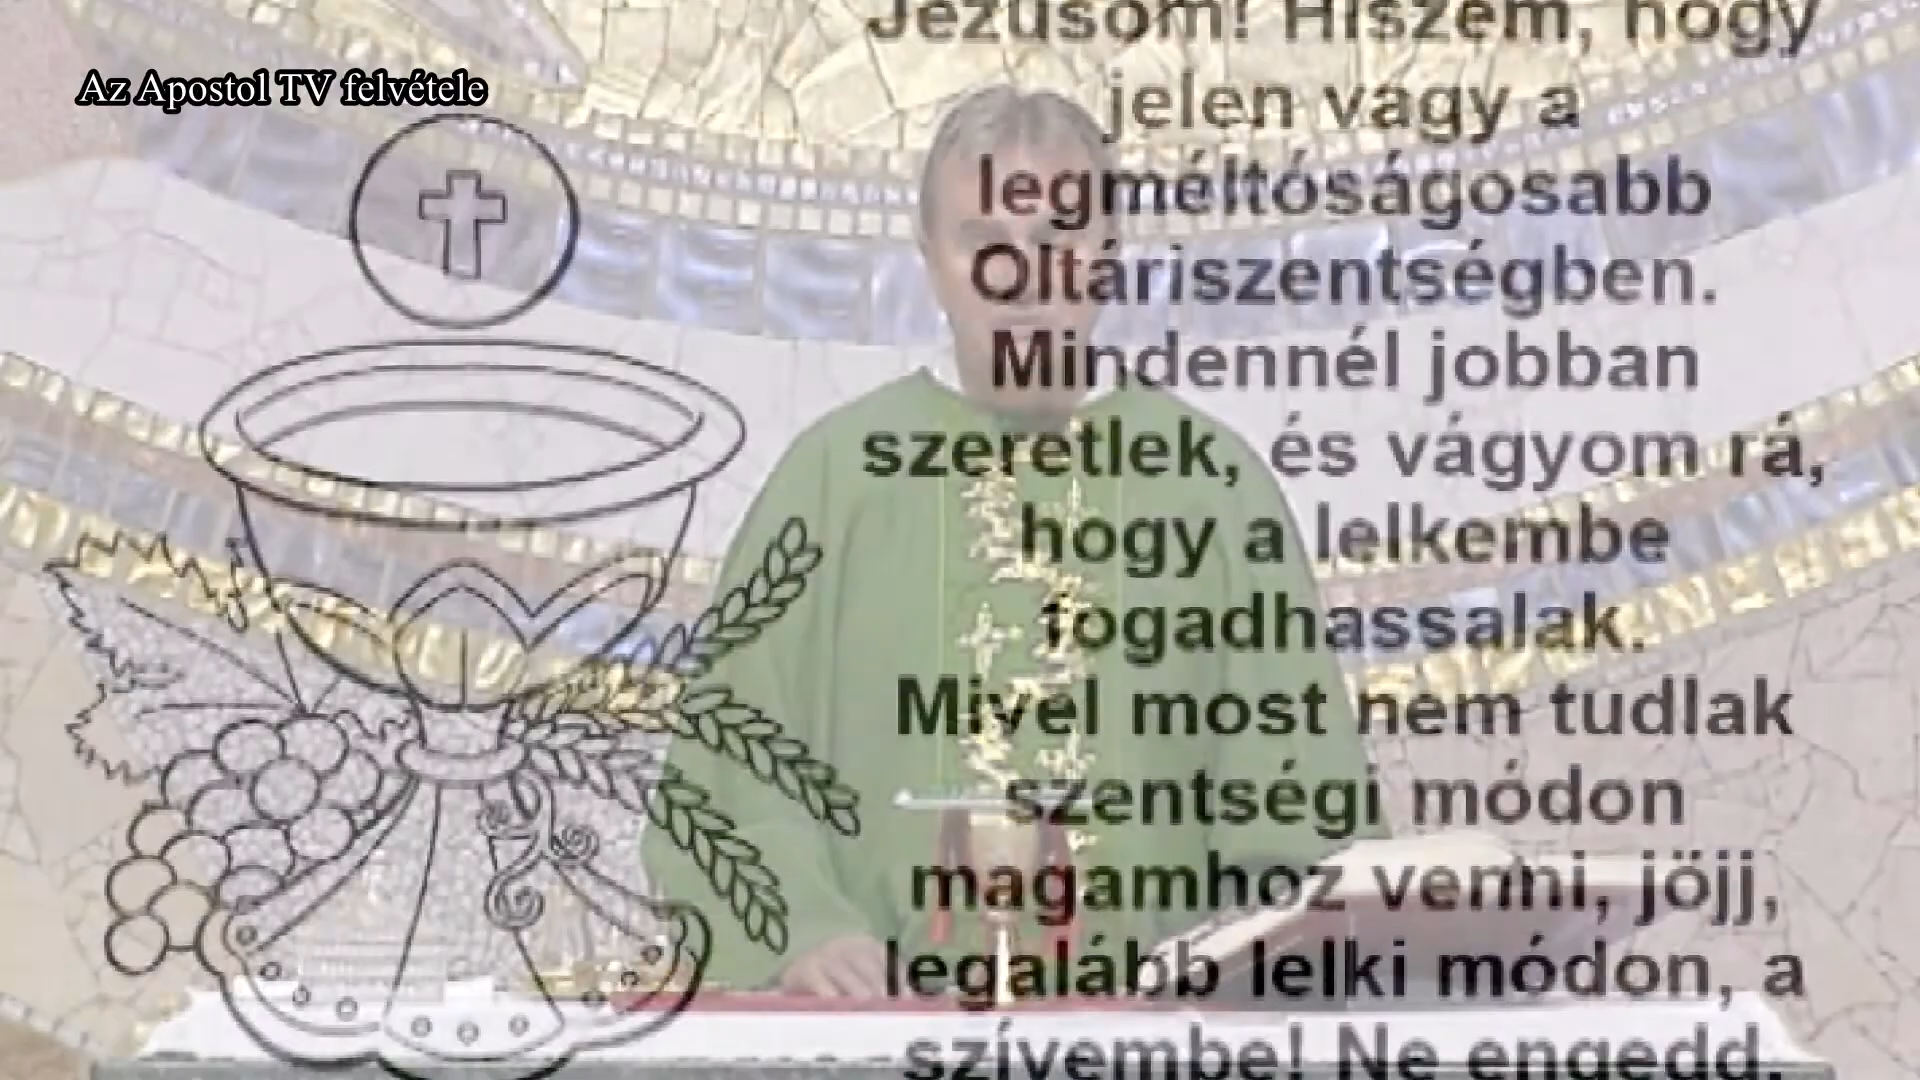 Az Apostol TV felvétele
Jézusom! Hiszem, hogy
jelen vagy a
legméltóságosabb
Oltáriszentségben.
Mindennél jobban
szeretlek, és vágyom rá,
hogy a lelkembe
fogadhassalak.
Mivel most nem tudlak
szentségi módon
magamhoz venni, jöjj,
legalább lelki módon, a
szívembe! Ne engedd,